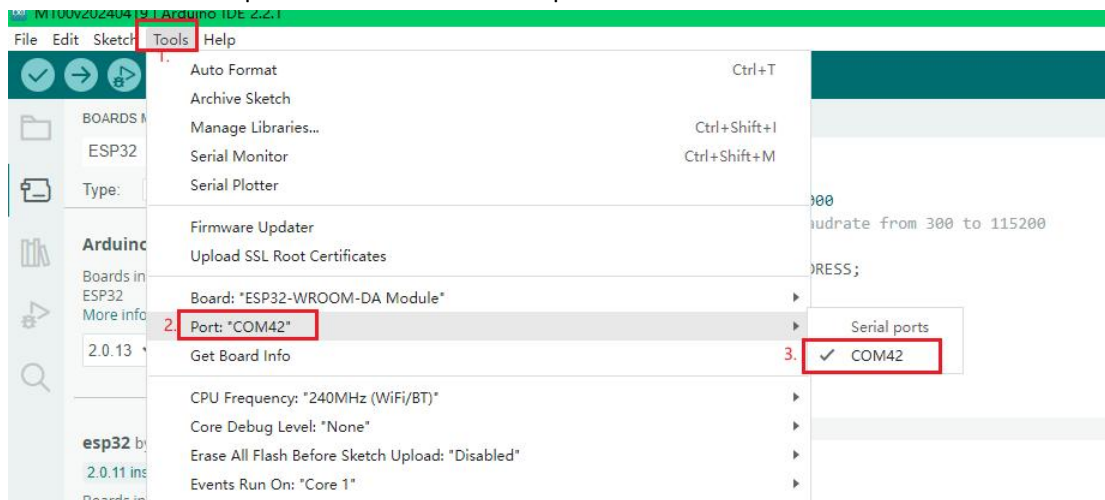 M100v20240419 | Arduino IDE 2.2.1
File Edit Sketch Tools Help
1.
Auto Format Ctrl+T
Archive Sketch
BOARDS M
Manage Libraries... Ctrl+Shift+I
ESP32
Serial Monitor Ctrl+Shift+M
Type:
Serial Plotter
000
audrate from 300 to 115200
Firmware Updater
Arduino
Upload SSL Root Certificates
DRESS;
Boards in
ESP32
Board: "ESP32-WROOM-DA Module"
More info
2. Port: "COM42"
Serial ports
2.0.13
Get Board Info
3. ✓ COM42
CPU Frequency: "240MHz (WiFi/BT)"
Core Debug Level: "None"
esp32 by
Erase All Flash Before Sketch Upload: "Disabled"
2.0.11 ins
Events Run On: "Core 1"